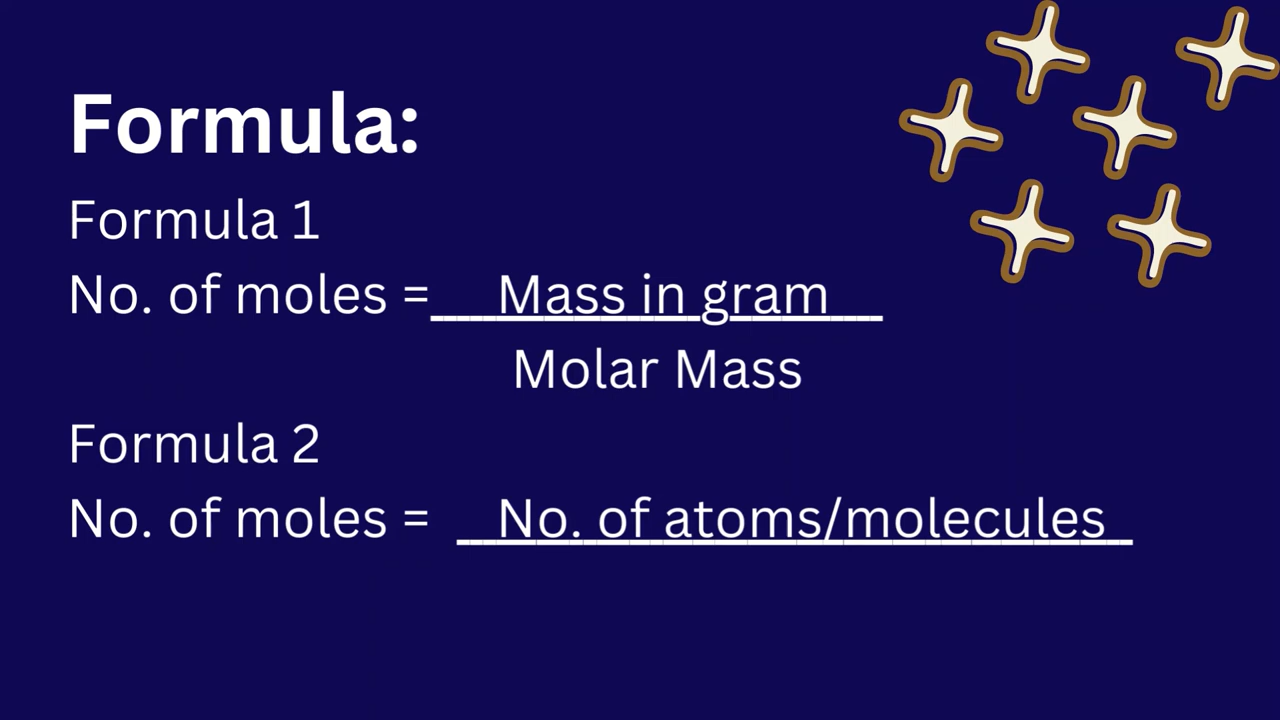 Formula:
Formula 1
No. of moles = Mass in gram
Molar Mass
Formula 2
No. of moles = No. of atoms/molecules